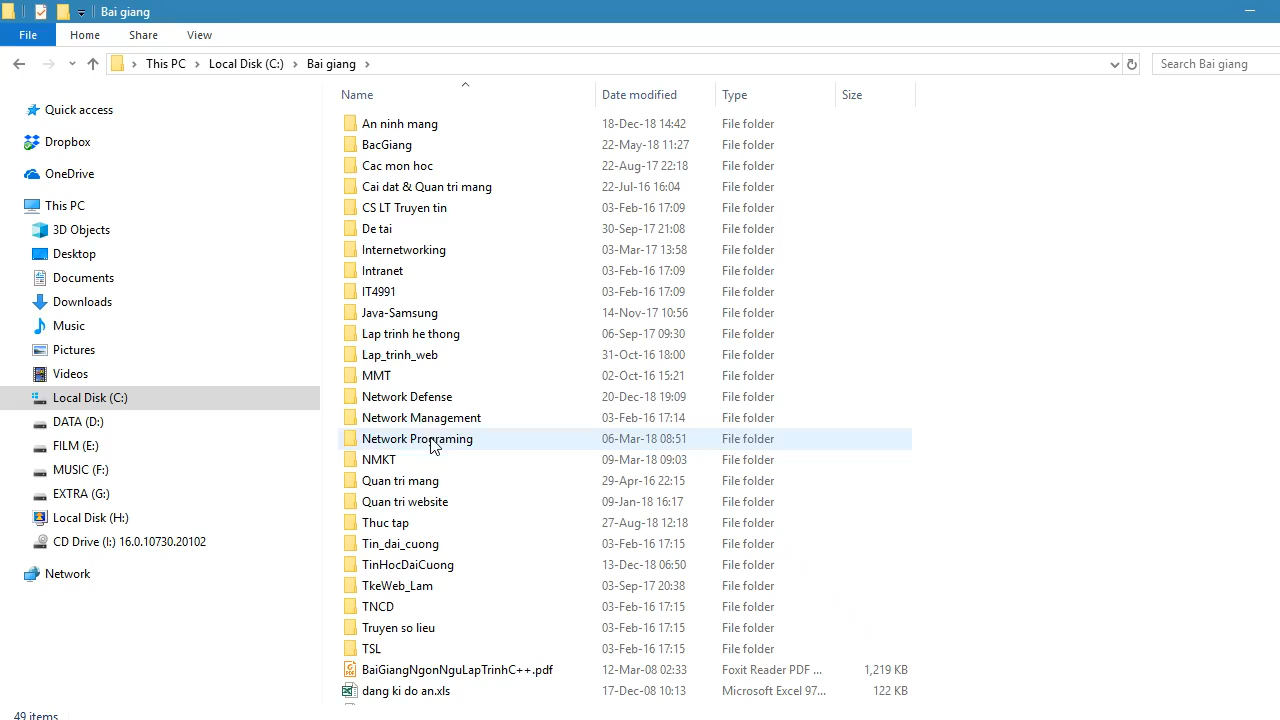 Bai giang
File Home Share View
This PC Local Disk (C:) Bai giang Search Bai giang
Name Date modified Type Size
Quick access
Dropbox
OneDrive
This PC
3D Objects
Desktop
Documents
Downloads
Music
Pictures
Videos
Local Disk (C:)
DATA (D:)
FILM (E:)
MUSIC (F:)
EXTRA (G:)
Local Disk (H:)
CD Drive (I:) 16.0.10730.20102
Network
An ninh mang 18-Dec-18 14:42 File folder
BacGiang 22-May-18 11:27 File folder
Cac mon hoc 22-Aug-17 22:18 File folder
Cai dat & Quan tri mang 22-Jul-16 16:04 File folder
CS LT Truyen tin 03-Feb-16 17:09 File folder
De tai 30-Sep-17 21:08 File folder
Internetworking 03-Mar-17 13:58 File folder
Intranet 03-Feb-16 17:09 File folder
IT4991 03-Feb-16 17:09 File folder
Java-Samsung 14-Nov-17 10:56 File folder
Lap trinh he thong 06-Sep-17 09:30 File folder
Lap_trinh_web 31-Oct-16 18:00 File folder
MMT 02-Oct-16 15:21 File folder
Network Defense 20-Dec-18 19:09 File folder
Network Management 03-Feb-16 17:14 File folder
Network Programing 06-Mar-18 08:51 File folder
NMKT 09-Mar-18 09:03 File folder
Quan tri mang 29-Apr-16 22:15 File folder
Quan tri website 09-Jan-18 16:17 File folder
Thuc tap 27-Aug-18 12:18 File folder
Tin_dai_cuong 03-Feb-16 17:15 File folder
TinHocDaiCuong 13-Dec-18 06:50 File folder
TkeWeb_Lam 03-Sep-17 20:38 File folder
TNCD 03-Feb-16 17:15 File folder
Truyen so lieu 03-Feb-16 17:15 File folder
TSL 03-Feb-16 17:15 File folder
BaiGiangNgonNguLapTrinhC++.pdf 12-Mar-08 02:33 Foxit Reader PDF ... 1,219 KB
dang ki do an.xls 17-Dec-08 10:13 Microsoft Excel 97... 122 KB
49 items